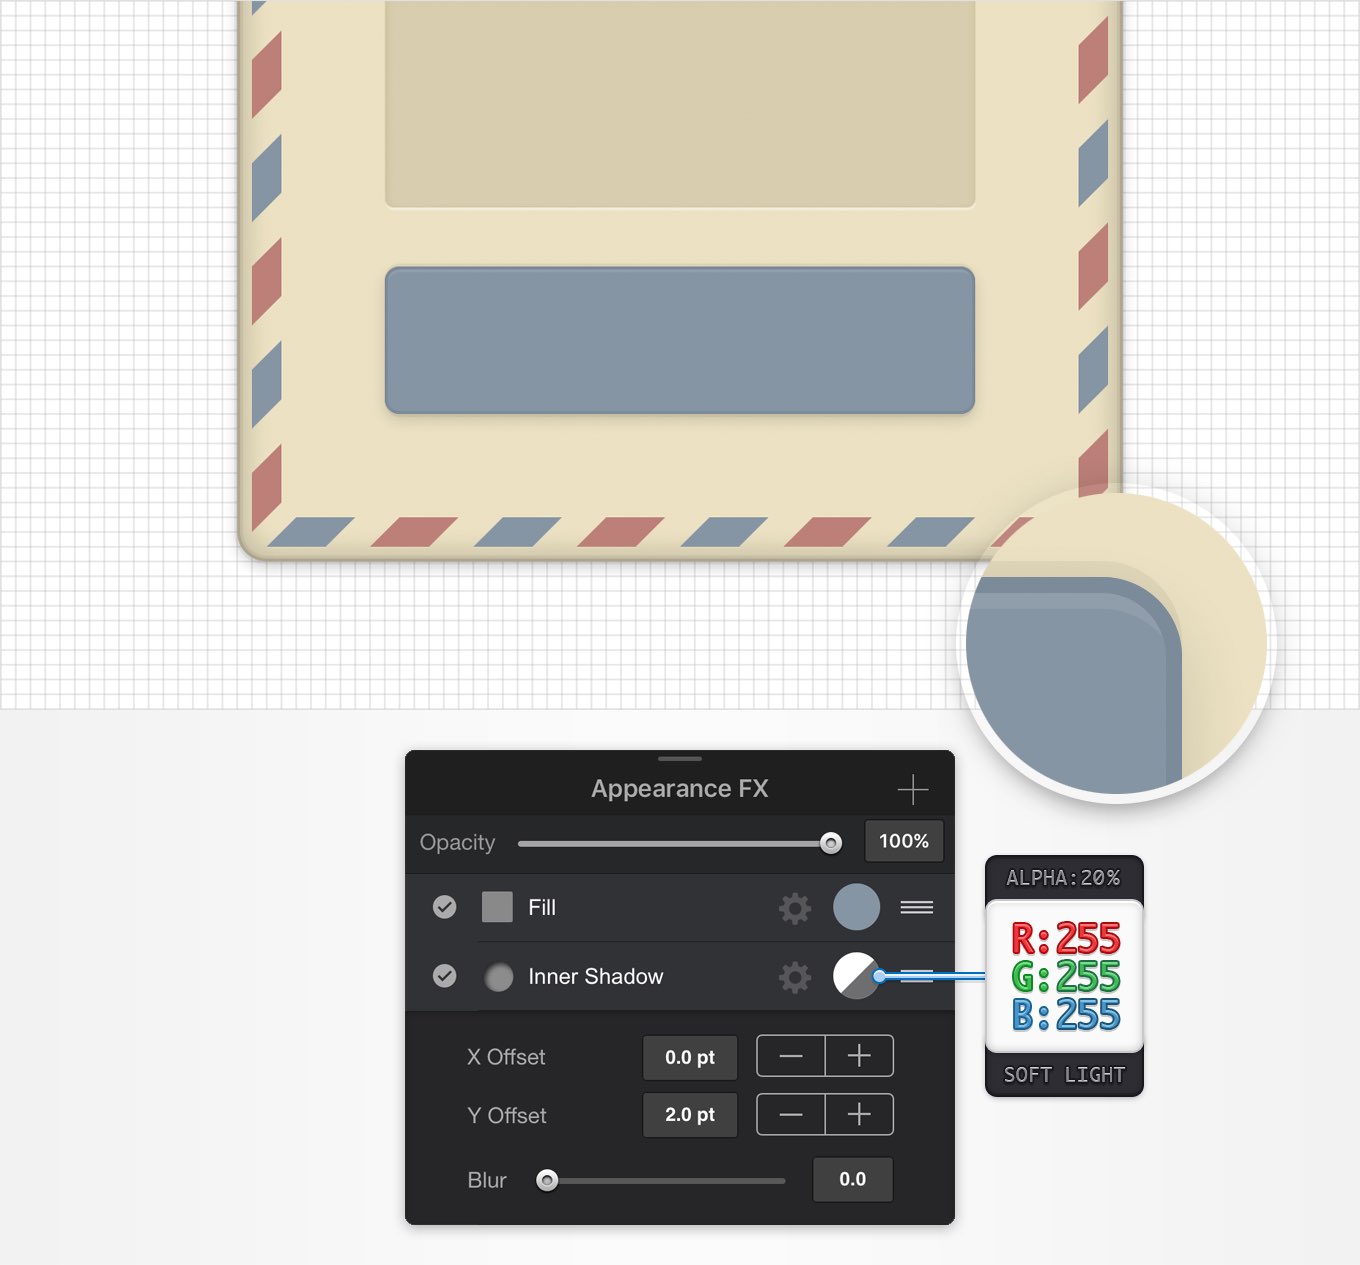 Appearance FX
Opacity 100%
Fill
Inner Shadow
X Offset 0.0 pt
Y Offset 2.0 pt
Blur 0.0
ALPHA:20%
R:255
G:255
B:255
SOFT LIGHT